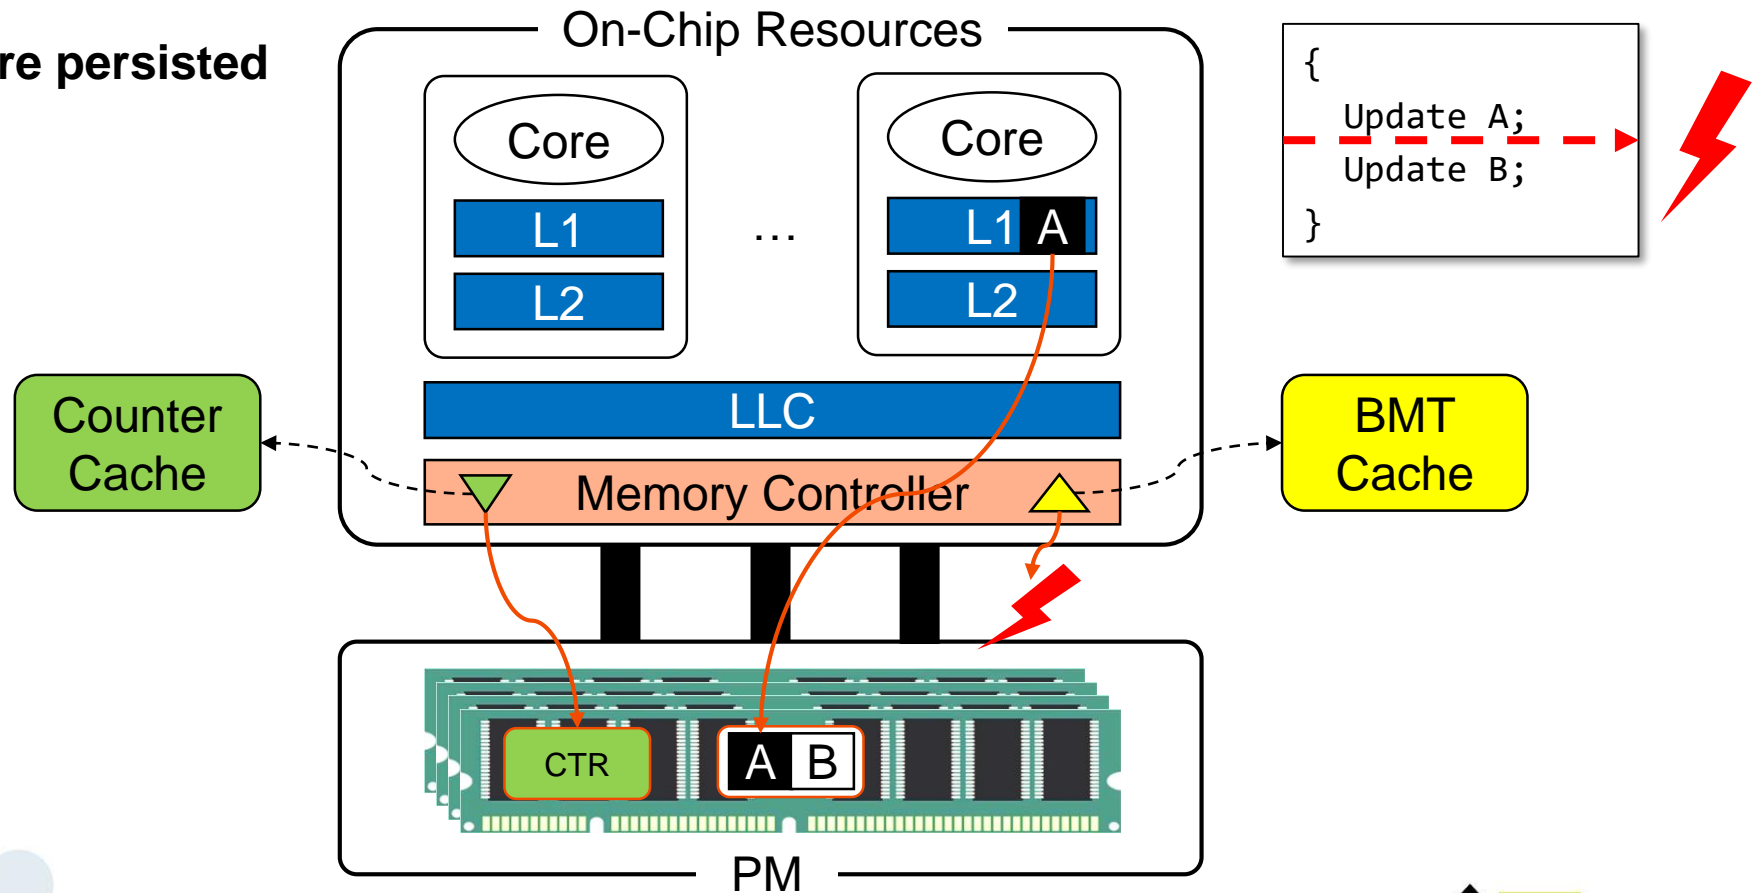 On-Chip Resources
persisted
Core
L1
L2
…
Core
L1 A
L2
{
Update A;
Update B;
}
Counter
Cache
LLC
Memory Controller
BMT
Cache
CTR
A B
PM